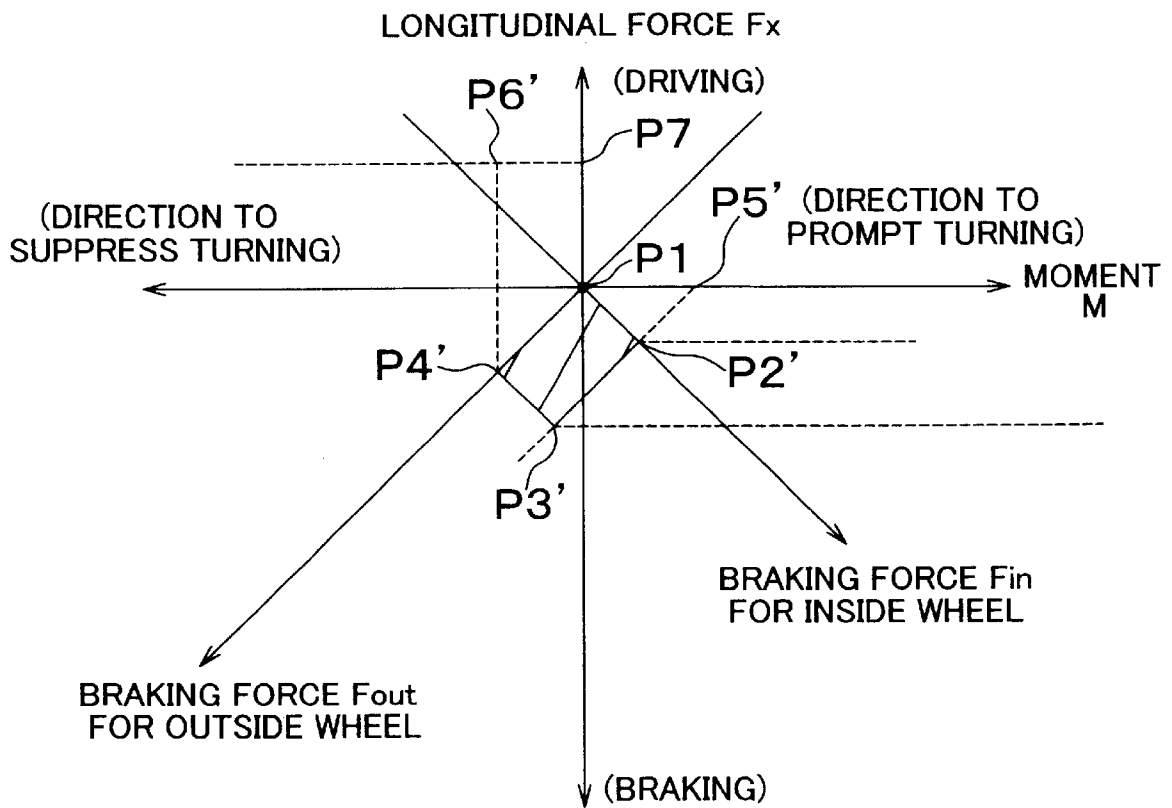 LONGITUDINAL FORCE Fx
(DRIVING)
P6’
P7
(DIRECTION TO
SUPPRESS TURNING)
P5’
(DIRECTION TO
PROMPT TURNING)
P1
MOMENT
M
P4’
P2’
P3’
BRAKING FORCE Fin
FOR INSIDE WHEEL
BRAKING FORCE Fout
FOR OUTSIDE WHEEL
(BRAKING)